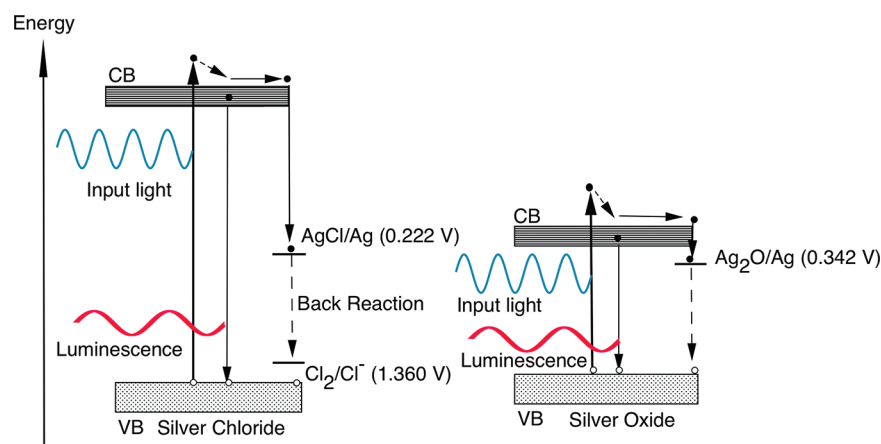 Energy
CB
Input light
AgCl/Ag (0.222 V)
Back Reaction
Luminescence
Cl₂/Cl⁻ (1.360 V)
VB Silver Chloride
CB
Ag₂O/Ag (0.342 V)
Input light
Luminescence
VB Silver Oxide